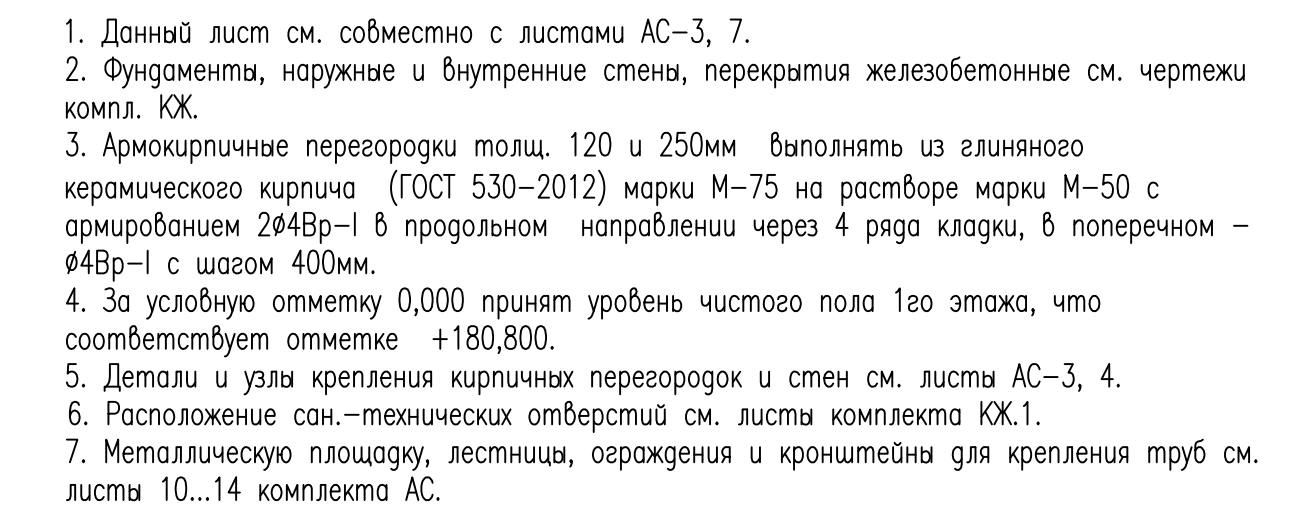 1. Данный лист см. совместно с листами АС-3, 7.
2. Фундаменты, наружные и внутренние стены, перекрытия железобетонные см. чертежи
компл. КЖ.
3. Армокирпичные перегородки толщ. 120 и 250мм выполнять из глиняного
керамического кирпича (ГОСТ 530-2012) марки М-75 на растворе марки М-50 с
армированием 2ø4Вр-I в продольном направлении через 4 ряда кладки, в поперечном -
ø4Вр-I с шагом 400мм.
4. За условную отметку 0,000 принят уровень чистого пола 1го этажа, что
соответствует отметке +180,800.
5. Детали и узлы крепления кирпичных перегородок и стен см. листы АС-3, 4.
6. Расположение сан.-технических отверстий см. листы комплекта КЖ.1.
7. Металлическую площадку, лестницы, ограждения и кронштейны для крепления труб см.
листы 10...14 комплекта АС.